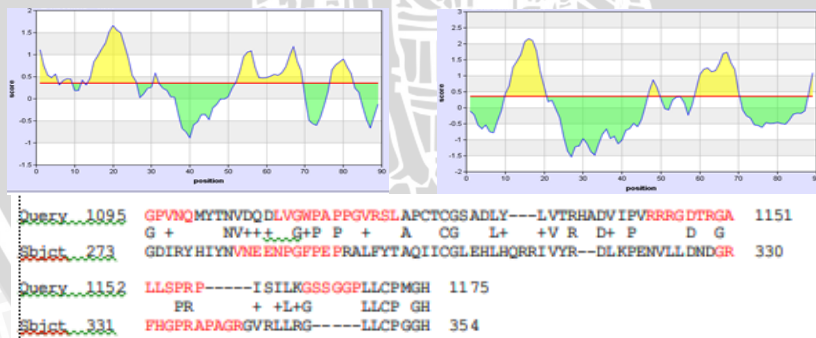 2
1.5
1
0.5
0
-0.5
-1
-1.5
score
0 10 20 30 40 50 60 70 80 90
position
3
2.5
2
1.5
1
0.5
0
-0.5
-1
-1.5
-2
score
0 10 20 30 40 50 60 70 80 90
position
Query 1095 GPVNQMYTNVDQDLVGWPAPPGVRSLAPCTCGSADLY---LVTRHADVIPVRRRGDTRGA 1151
G + NV+++ G+P P + A CG L+ +V R D+ P D G
Sbjct 273 GDIRYHIYNVNEENPGFPEPRALFYTAQIICGLEHLHQRRIVYR--DLKPENVLLDNDGR 330
Query 1152 LLSPRP-----ISILKGSSGGPLLCPMGH 1175
PR + +L+G LLCP GH
Sbjct 331 FHGPRAPAGRGVRLLRG-----LLCPGGH 354